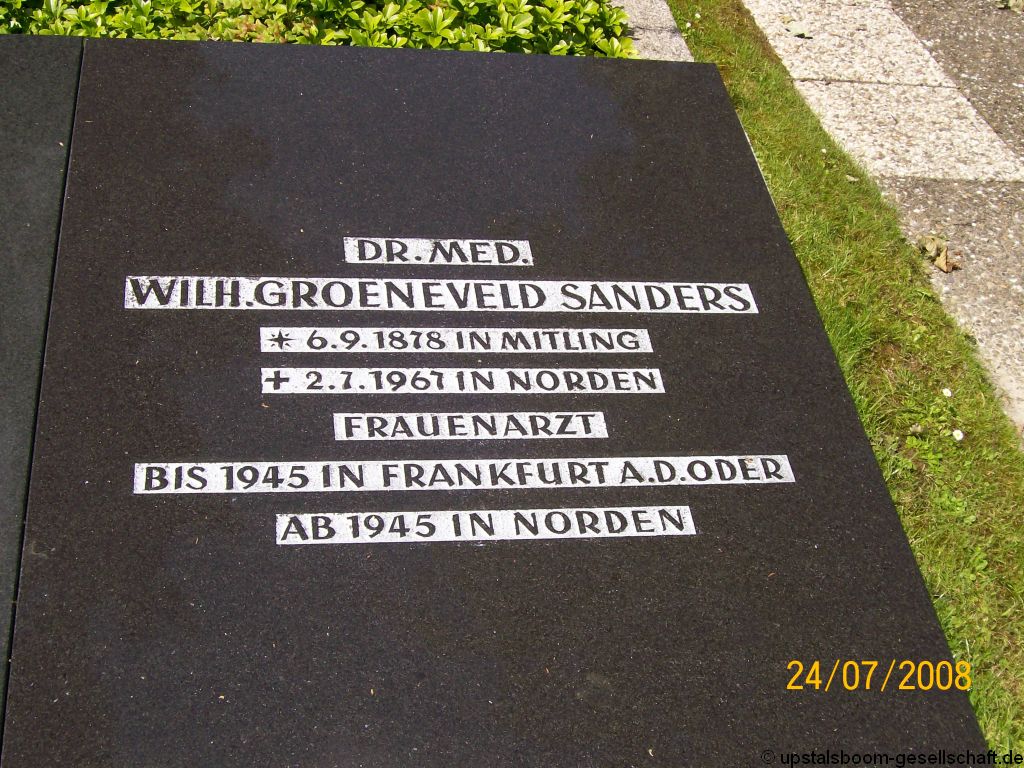 DR. MED.
WILH. GROENEVELD SANDERS
* 6.9.1878 IN MITLING
+ 2.7.1967 IN NORDEN
FRAUENARZT
BIS 1945 IN FRANKFURT A.D. ODER
AB 1945 IN NORDEN
24/07/2008
© upstalsboom-gesellschaft.de